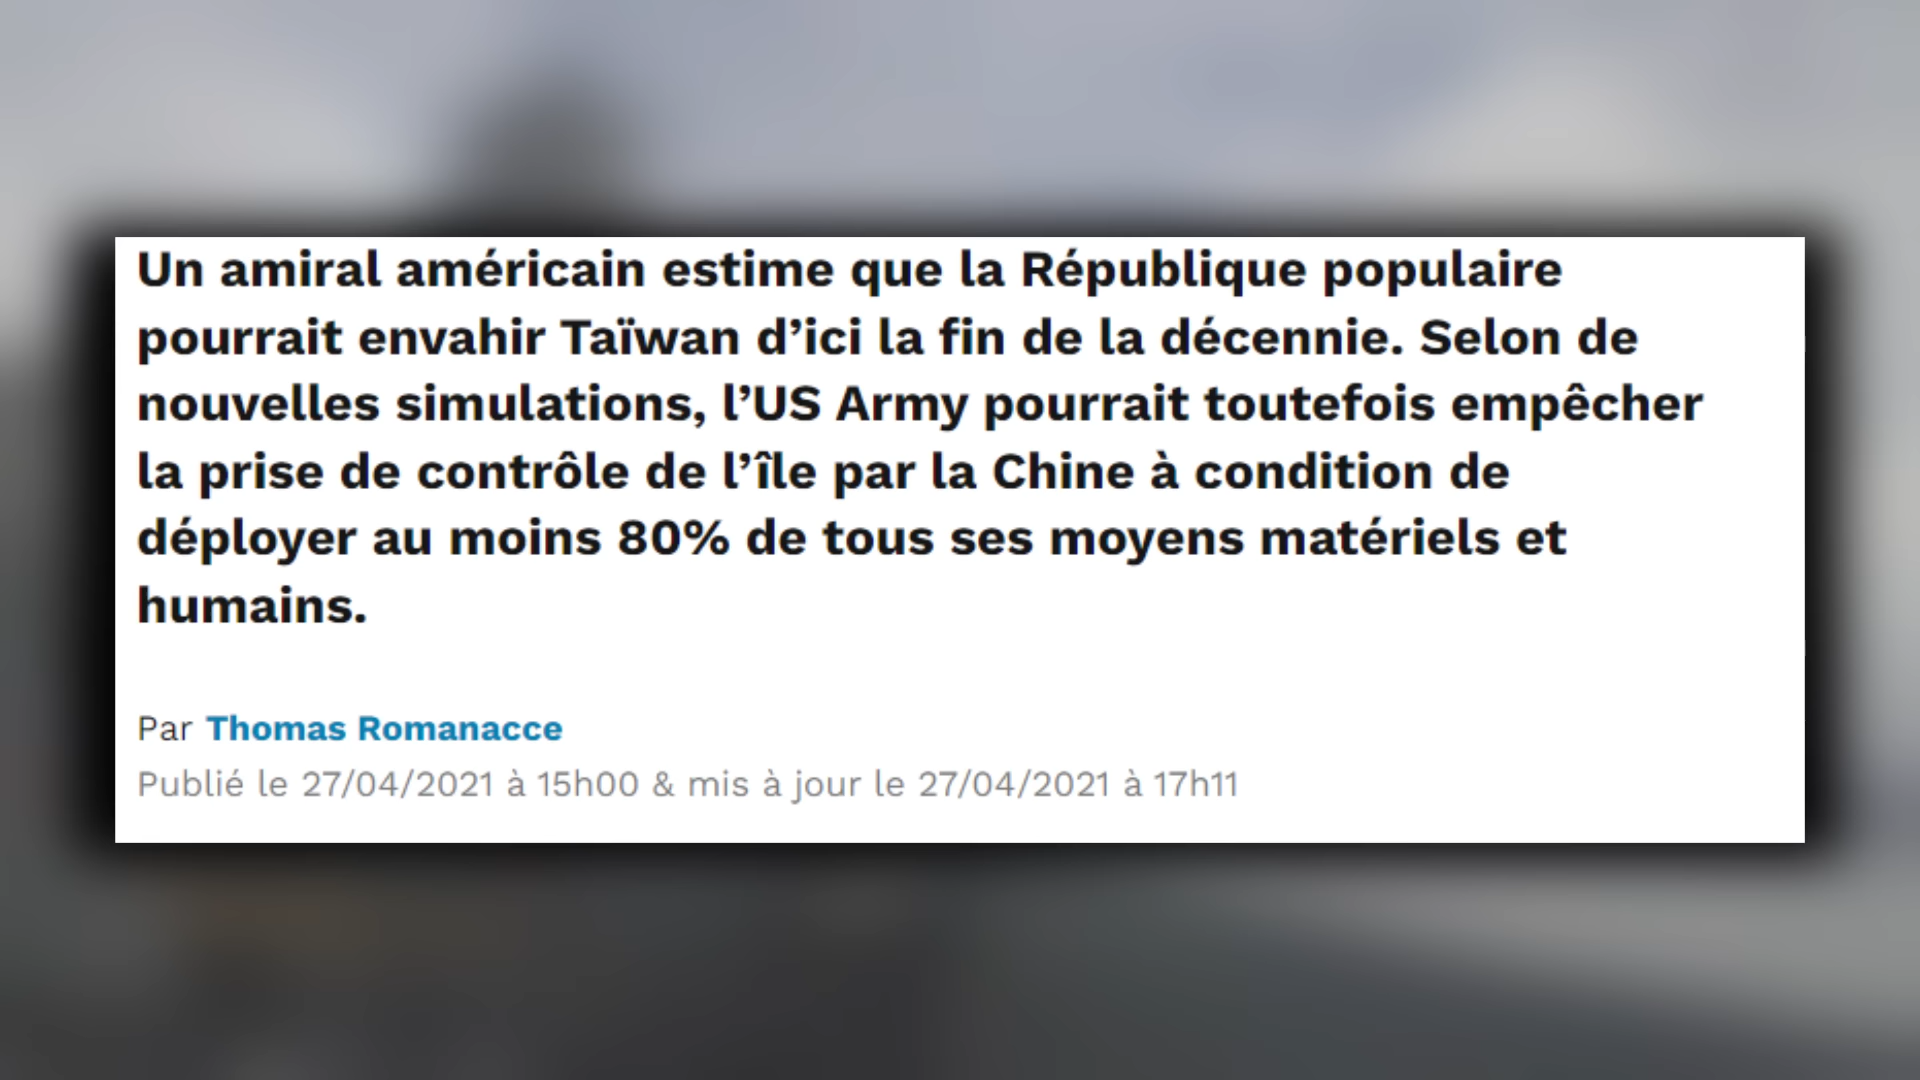 Un amiral américain estime que la République populaire
pourrait envahir Taïwan d’ici la fin de la décennie. Selon de
nouvelles simulations, l’US Army pourrait toutefois empêcher
la prise de contrôle de l’île par la Chine à condition de
déployer au moins 80% de tous ses moyens matériels et
humains.
Par Thomas Romanacce
Publié le 27/04/2021 à 15h00 & mis à jour le 27/04/2021 à 17h11